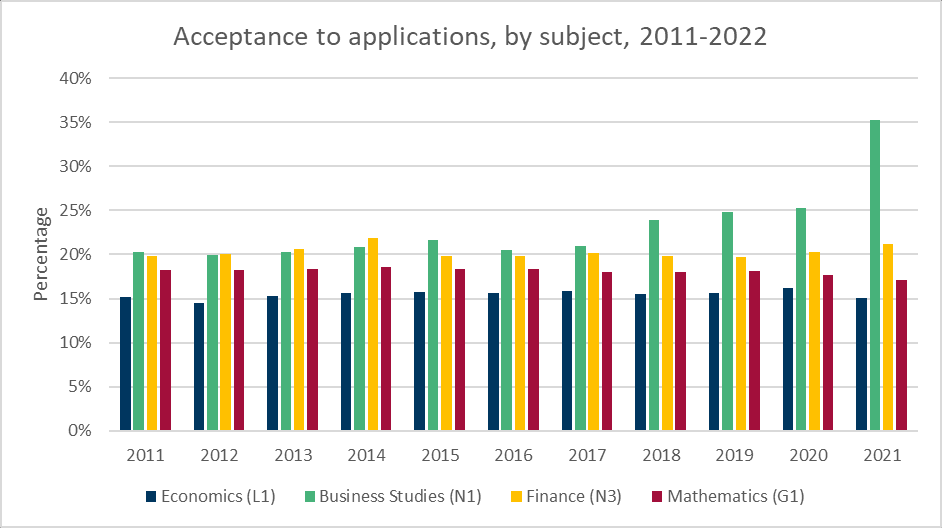 Acceptance to applications, by subject, 2011-2022
40%
35%
30%
25%
20%
15%
10%
5%
0%
Percentage
2011 2012 2013 2014 2015 2016 2017 2018 2019 2020 2021
Economics (L1) Business Studies (N1) Finance (N3) Mathematics (G1)